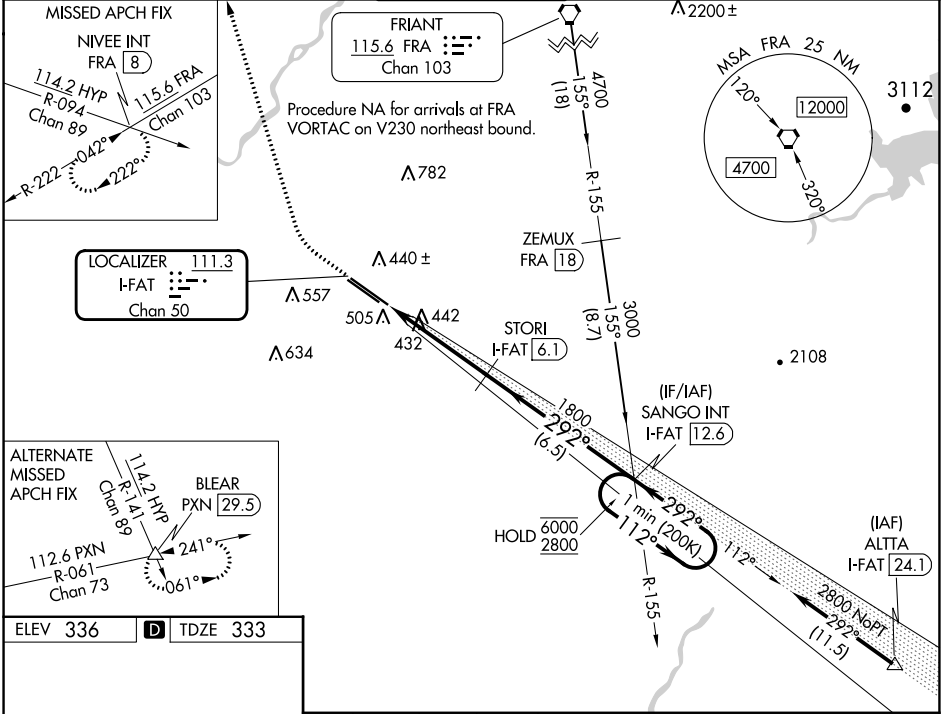 MISSED APCH FIX
NIVEE INT
FRA 8
114.2 HYP
R-094
Chan 89
115.6 FRA
Chan 103
R-222
042°
222°
FRIANT
115.6 FRA
Chan 103
Procedure NA for arrivals at FRA
VORTAC on V230 northeast bound.
4700
155°
(18)
R-155
2200 ±
MSA FRA 25 NM
120°
12000
4700
320°
3112
782
ZEMUX
FRA 18
3000
155°
(8.7)
LOCALIZER 111.3
I-FAT
Chan 50
440 ±
557
505
442
432
634
STORI
I-FAT 6.1
2108
(IF/IAF)
SANGO INT
I-FAT 12.6
1800
292°
(6.5)
HOLD 6000
2800
1 min (200K)
292°
112°
112°
R-155
(IAF)
ALTTA
I-FAT 24.1
2800 NoPT
292°
(11.5)
ALTERNATE
MISSED
APCH FIX
114.2 HYP
R-141
Chan 89
BLEAR
PXN 29.5
112.6 PXN
R-061
Chan 73
241°
061°
ELEV 336 D TDZE 333